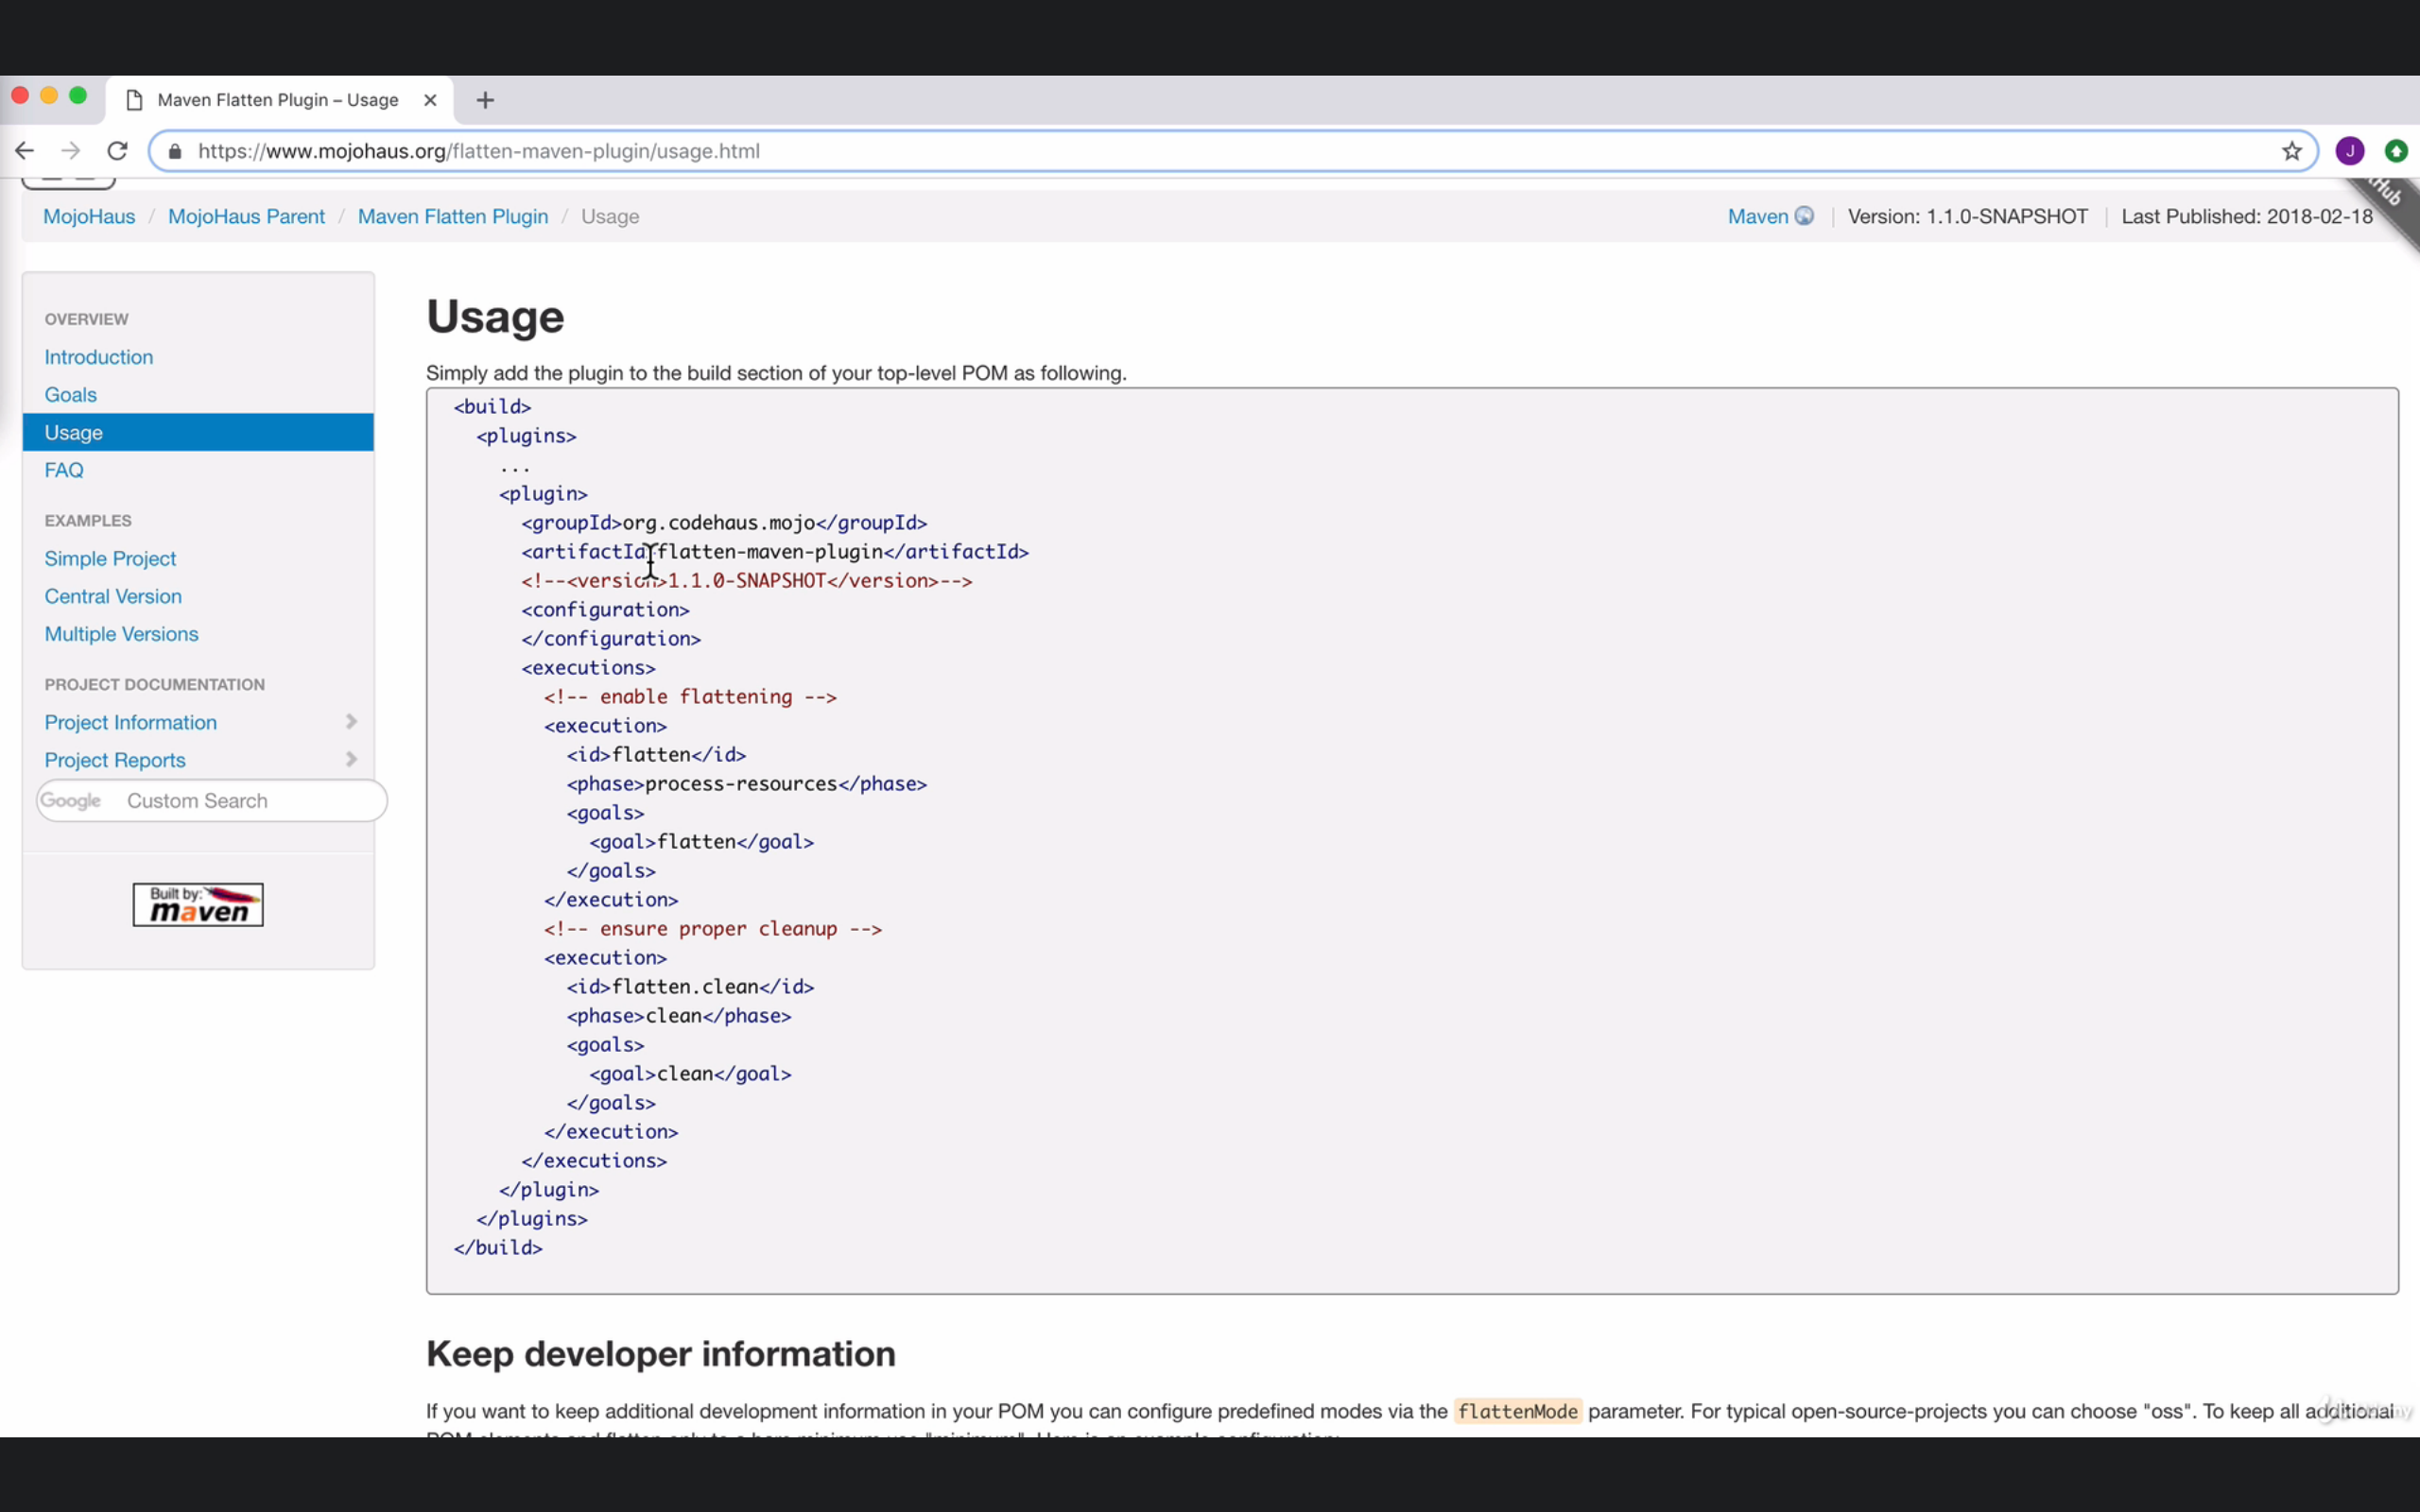 Maven Flatten Plugin – Usage
https://www.mojohaus.org/flatten-maven-plugin/usage.html
J
MojoHaus / MojoHaus Parent / Maven Flatten Plugin / Usage
Maven | Version: 1.1.0-SNAPSHOT | Last Published: 2018-02-18
OVERVIEW
Introduction
Goals
Usage
FAQ
EXAMPLES
Simple Project
Central Version
Multiple Versions
PROJECT DOCUMENTATION
Project Information
Project Reports
Google Custom Search
Built by:
maven
Usage
Simply add the plugin to the build section of your top-level POM as following.
<build>
<plugins>
...
<plugin>
<groupId>org.codehaus.mojo</groupId>
<artifactId>flatten-maven-plugin</artifactId>
<!--<version>1.1.0-SNAPSHOT</version>-->
<configuration>
</configuration>
<executions>
<!-- enable flattening -->
<execution>
<id>flatten</id>
<phase>process-resources</phase>
<goals>
<goal>flatten</goal>
</goals>
</execution>
<!-- ensure proper cleanup -->
<execution>
<id>flatten.clean</id>
<phase>clean</phase>
<goals>
<goal>clean</goal>
</goals>
</execution>
</executions>
</plugin>
</plugins>
</build>
Keep developer information
If you want to keep additional development information in your POM you can configure predefined modes via the flattenMode parameter. For typical open-source-projects you can choose "oss". To keep all additional